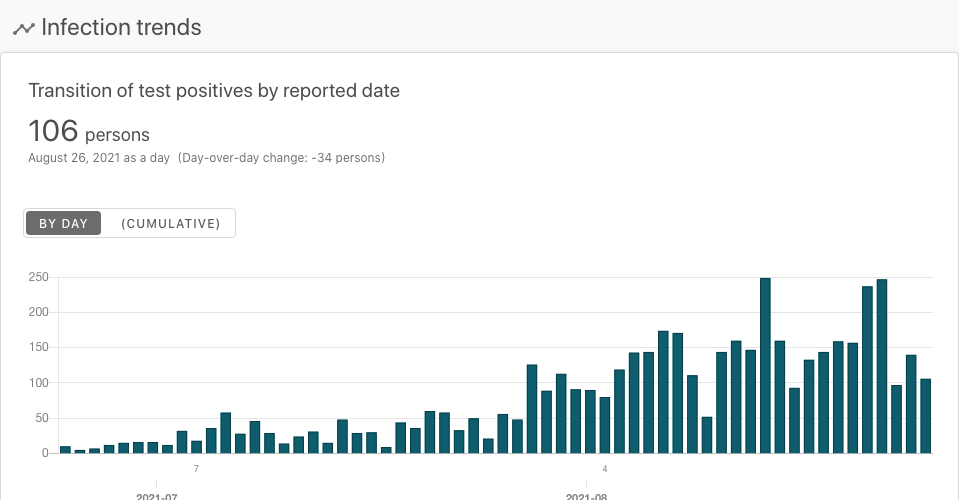 Infection trends
Transition of test positives by reported date
106 persons
August 26, 2021 as a day (Day-over-day change: -34 persons)
BY DAY (CUMULATIVE)
250
200
150
100
50
0
7 4
2021-07 2021-08